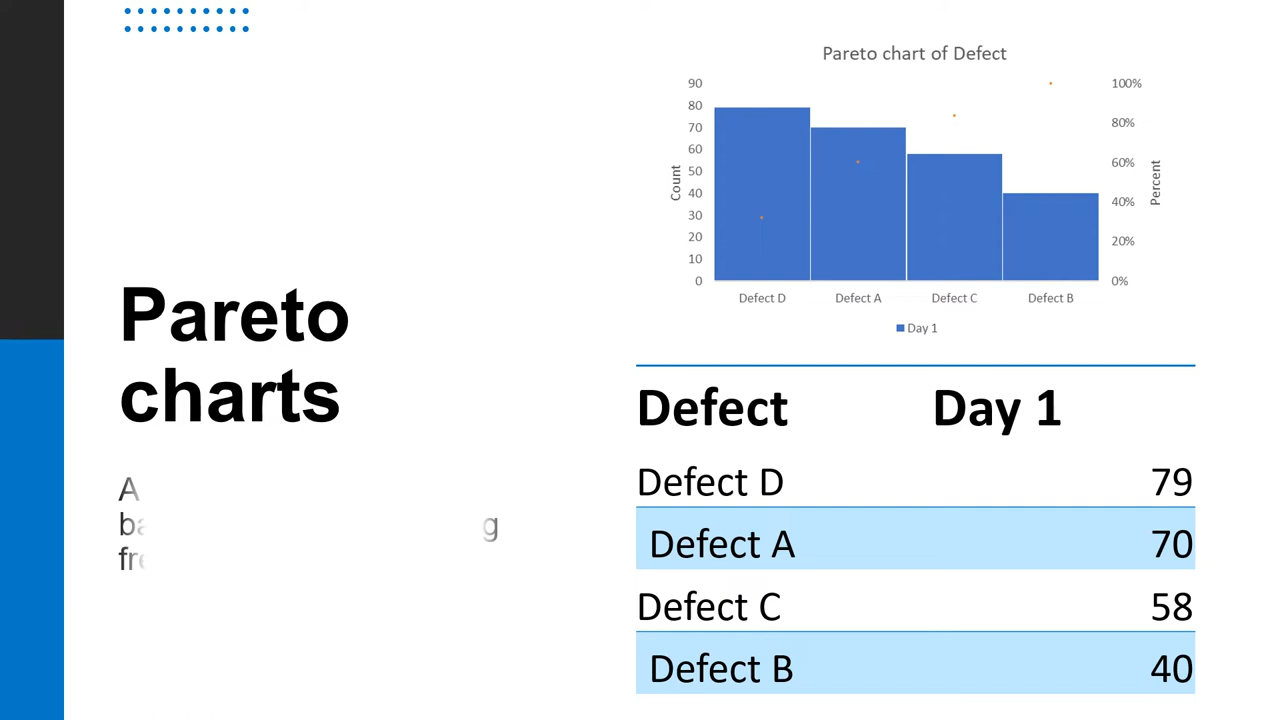 Pareto chart of Defect
90
80
70
60
50
40
30
20
10
0
Count
100%
80%
60%
40%
20%
0%
Percent
Defect D Defect A Defect C Defect B
Day 1
Pareto
charts
A
Defect Day 1
Defect D 79
Defect A 70
Defect C 58
Defect B 40